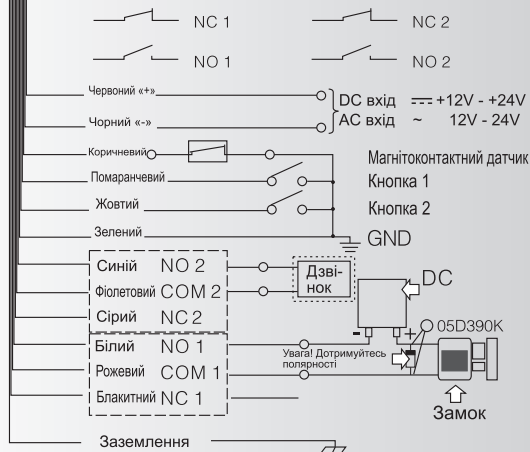 NC 1 NC 2
NO 1 NO 2
Червоний «+»
DC вхід +12V - +24V
Чорний «-»
AC вхід ~ 12V - 24V
Коричневий
Магнітоконтактний датчик
Помаранчевий
Кнопка 1
Жовтий
Кнопка 2
Зелений
GND
Синій NO 2
Дзві-
нок
Фіолетовий COM 2
Сірий NC 2
DC
- +
05D390K
Білий NO 1
Увага! Дотримуйтесь
полярності
Рожевий COM 1
Блакитний NC 1
Замок
Заземлення